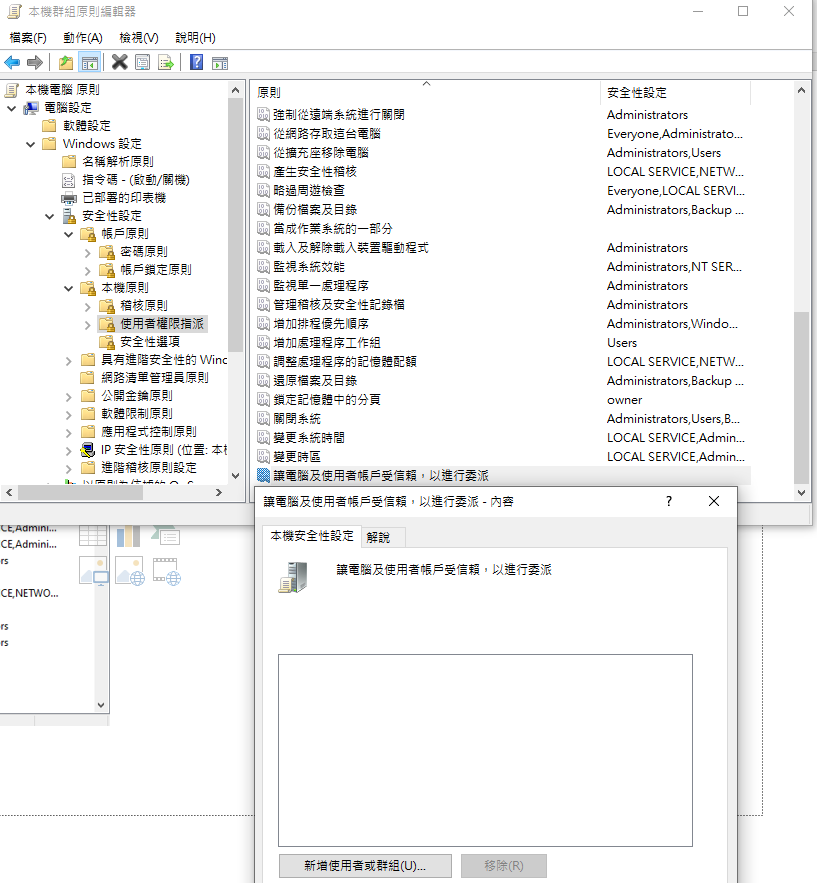 本機群組原則編輯器
檔案(F) 動作(A) 檢視(V) 說明(H)
本機電腦 原則
電腦設定
軟體設定
Windows 設定
名稱解析原則
指令碼 - (啟動/關機)
已部署的印表機
安全性設定
帳戶原則
密碼原則
帳戶鎖定原則
本機原則
稽核原則
使用者權限指派
安全性選項
具有進階安全性的 Winc
網路清單管理員原則
公開金鑰原則
軟體限制原則
應用程式控制原則
IP 安全性原則 (位置: 本機
進階稽核原則設定
原則 安全性設定
強制從遠端系統進行關閉 Administrators
從網路存取這台電腦 Everyone,Administrato...
從擴充座移除電腦 Administrators,Users
產生安全性稽核 LOCAL SERVICE,NETW...
略過周遊檢查 Everyone,LOCAL SERVI...
備份檔案及目錄 Administrators,Backup ...
當成作業系統的一部分
載入及解除載入裝置驅動程式 Administrators
監視系統效能 Administrators,NT SER...
監視單一處理程序 Administrators
管理稽核及安全性記錄檔 Administrators
增加排程優先順序 Administrators,Windo...
增加處理程序工作組 Users
調整處理程序的記憶體配額 LOCAL SERVICE,NETW...
還原檔案及目錄 Administrators,Backup ...
鎖定記憶體中的分頁 owner
關閉系統 Administrators,Users,B...
變更系統時間 LOCAL SERVICE,Admin...
變更時區 LOCAL SERVICE,Admin...
讓電腦及使用者帳戶受信賴，以進行委派
讓電腦及使用者帳戶受信賴，以進行委派 - 內容
本機安全性設定 解說
讓電腦及使用者帳戶受信賴，以進行委派
新增使用者或群組(U)... 移除(R)
CE,Admini...
CE,Admini...
rs
CE,NETWO...
rs
rs